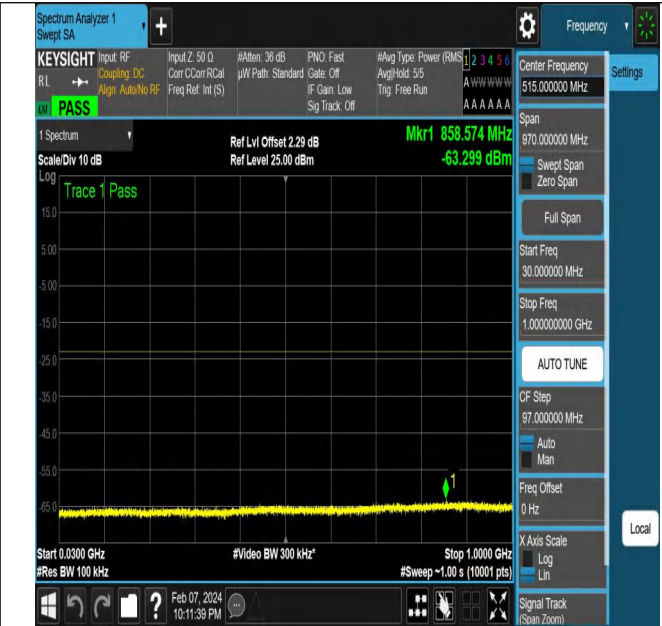 Spectrum Analyzer 1
Swept SA
+
Frequency
KEYSIGHT
RL
PASS
Input: RF
Coupling: DC
Align: Auto/No RF
Input Z: 50 Ω
Corr CCorr RCal
Freq Ref: Int (S)
#Atten: 36 dB
µW Path: Standard
PNO: Fast
Gate: Off
IF Gain: Low
Sig Track: Off
#Avg Type: Power (RMS
Avg|Hold: 5/5
Trig: Free Run
1 2 3 4 5 6
A W W W W W
A A A A A A
1 Spectrum
Scale/Div 10 dB
Ref Lvl Offset 2.29 dB
Ref Level 25.00 dBm
Mkr1 858.574 MHz
-63.299 dBm
Log
Trace 1 Pass
15.0
5.00
-5.00
-15.0
-25.0
-35.0
-45.0
-55.0
-65.0
1
Start 0.0300 GHz
#Res BW 100 kHz
#Video BW 300 kHz*
Stop 1.0000 GHz
#Sweep ~1.00 s (10001 pts)
?
Feb 07, 2024
10:11:39 PM
Center Frequency
515.000000 MHz
Settings
Span
970.000000 MHz
Swept Span
Zero Span
Full Span
Start Freq
30.000000 MHz
Stop Freq
1.000000000 GHz
AUTO TUNE
CF Step
97.000000 MHz
Auto
Man
Freq Offset
0 Hz
X Axis Scale
Log
Lin
Local
Signal Track
(Span Zoom)